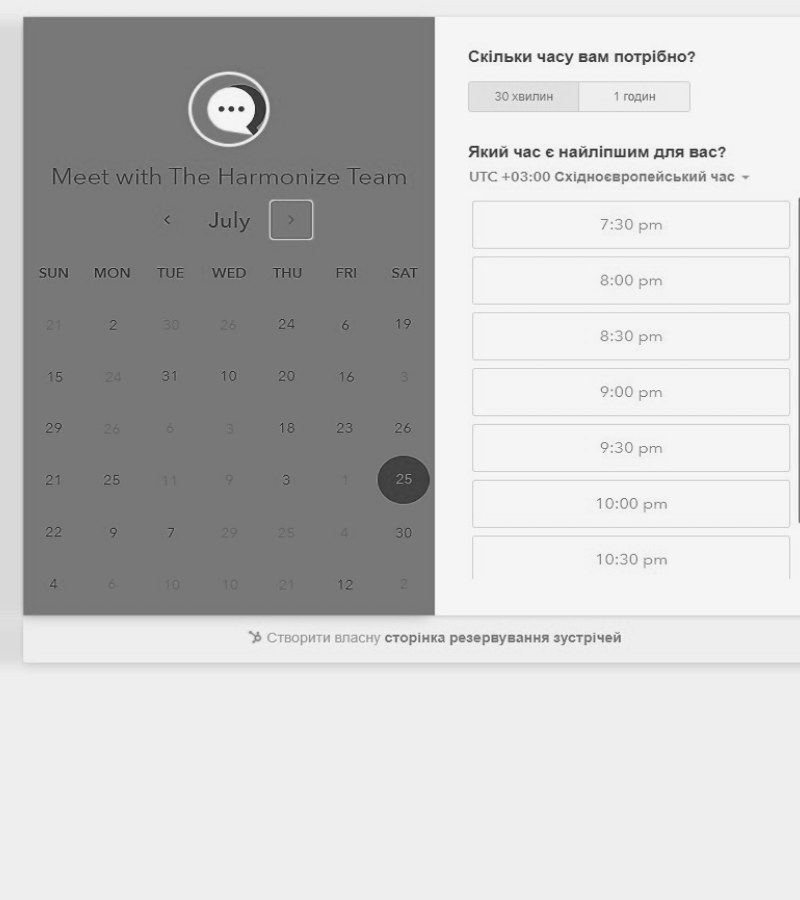 Meet with The Harmonize Team
July
SUN MON TUE WED THU FRI SAT
21 2 30 26 24 6 19
15 24 31 10 20 16 3
29 26 6 3 18 23 26
21 25 11 9 3 1 25
22 9 7 29 25 4 30
4 6 10 10 21 12 2
Скільки часу вам потрібно?
30 хвилин 1 годин
Який час є найліпшим для вас?
UTC +03:00 Східноєвропейський час
7:30 pm
8:00 pm
8:30 pm
9:00 pm
9:30 pm
10:00 pm
10:30 pm
Створити власну сторінка резервування зустрічей